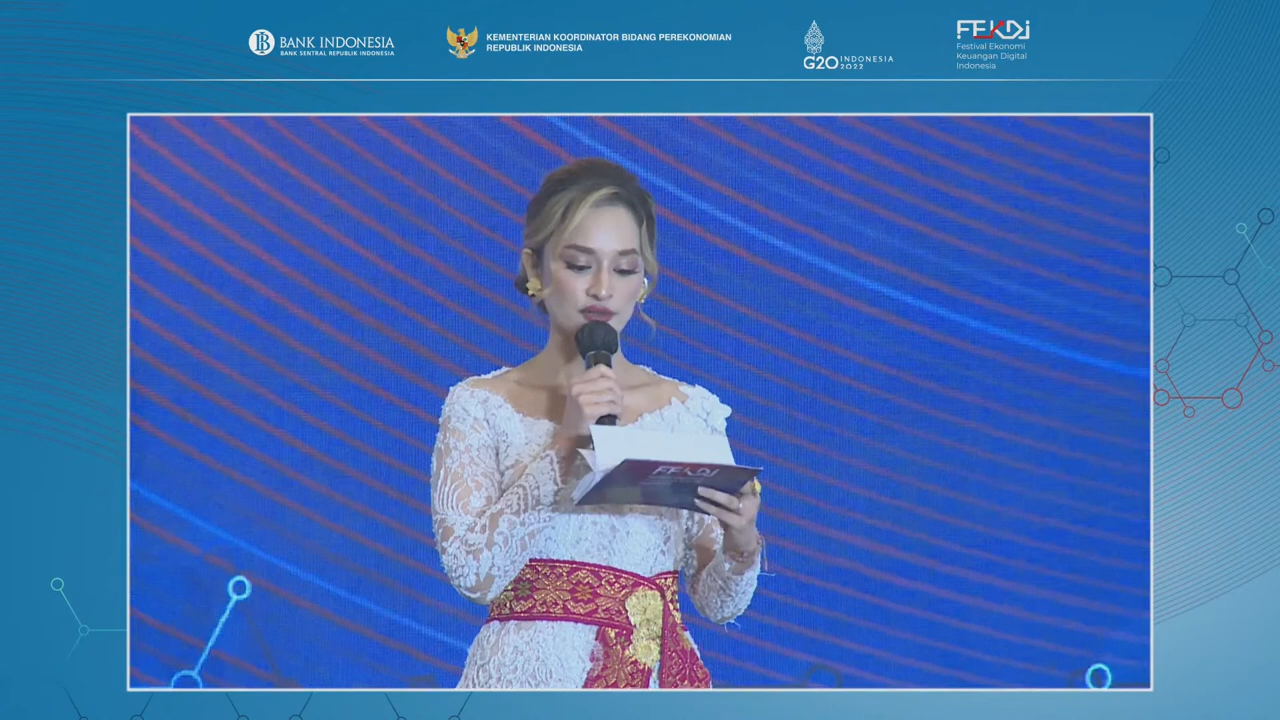 BANK INDONESIA
BANK SENTRAL REPUBLIK INDONESIA
KEMENTERIAN KOORDINATOR BIDANG PEREKONOMIAN
REPUBLIK INDONESIA
G20 INDONESIA
2022
FEKDi
Festival Ekonomi
Keuangan Digital
Indonesia
FEKDi